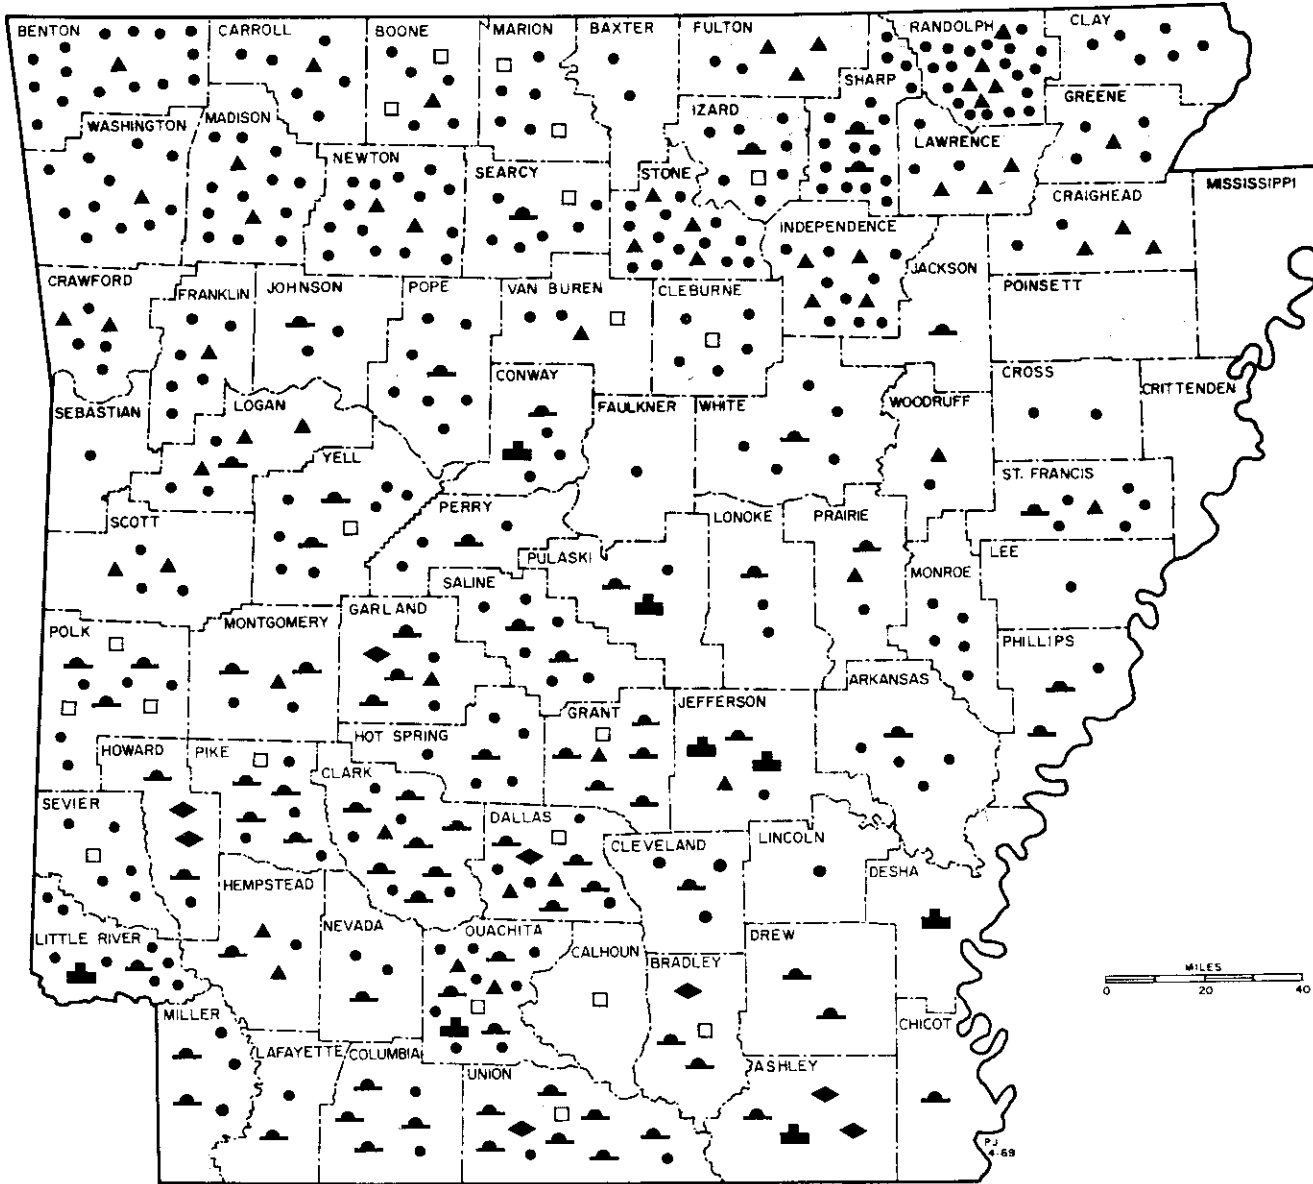 BENTON
CARROLL
BOONE
MARION
BAXTER
FULTON
RANDOLPH
CLAY
SHARP
GREENE
IZARD
WASHINGTON
MADISON
LAWRENCE
NEWTON
SEARCY
STONE
MISSISSIPPI
CRAIGHEAD
INDEPENDENCE
JACKSON
CRAWFORD
FRANKLIN
JOHNSON
POPE
VAN BUREN
CLEBURNE
POINSETT
CONWAY
CROSS
CRITTENDEN
SEBASTIAN
LOGAN
FAULKNER
WHITE
WOODRUFF
YELL
ST. FRANCIS
SCOTT
PERRY
LONOKE
PRAIRIE
PULASKI
LEE
MONROE
SALINE
GARLAND
POLK
MONTGOMERY
PHILLIPS
ARKANSAS
GRANT
JEFFERSON
HOT SPRING
HOWARD
PIKE
CLARK
SEVIER
DALLAS
CLEVELAND
LINCOLN
DESHA
HEMPSTEAD
NEVADA
OUACHITA
LITTLE RIVER
CALHOUN
DREW
BRADLEY
MILES
0 20 40
MILLER
CHICOT
LAFAYETTE
COLUMBIA
UNION
ASHLEY
PJ
4-69